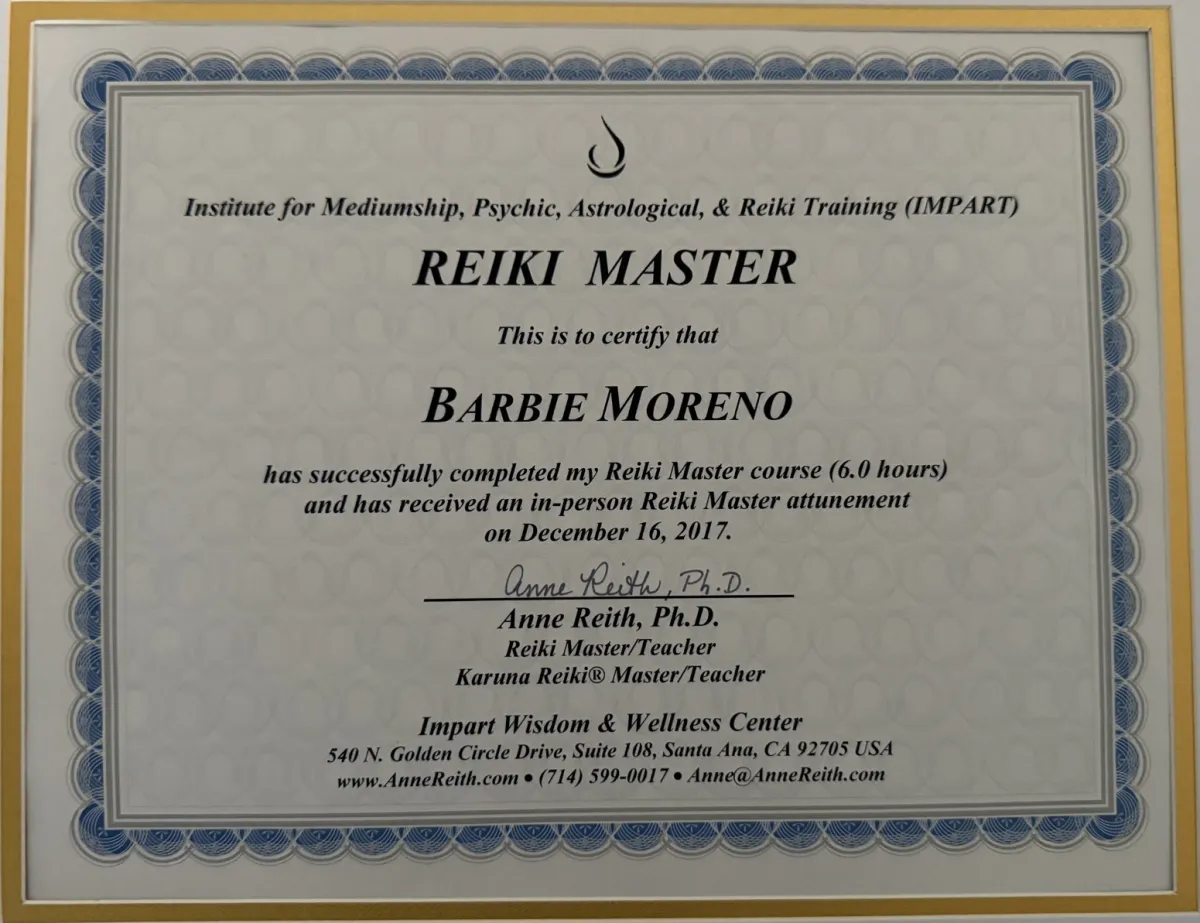 Institute for Mediumship, Psychic, Astrological, & Reiki Training (IMPART)
REIKI MASTER
This is to certify that
BARBIE MORENO
has successfully completed my Reiki Master course (6.0 hours)
and has received an in-person Reiki Master attunement
on December 16, 2017.
Anne Reith, Ph.D.
Anne Reith, Ph.D.
Reiki Master/Teacher
Karuna Reiki® Master/Teacher
Impart Wisdom & Wellness Center
540 N. Golden Circle Drive, Suite 108, Santa Ana, CA 92705 USA
www.AnneReith.com • (714) 599-0017 • Anne@AnneReith.com